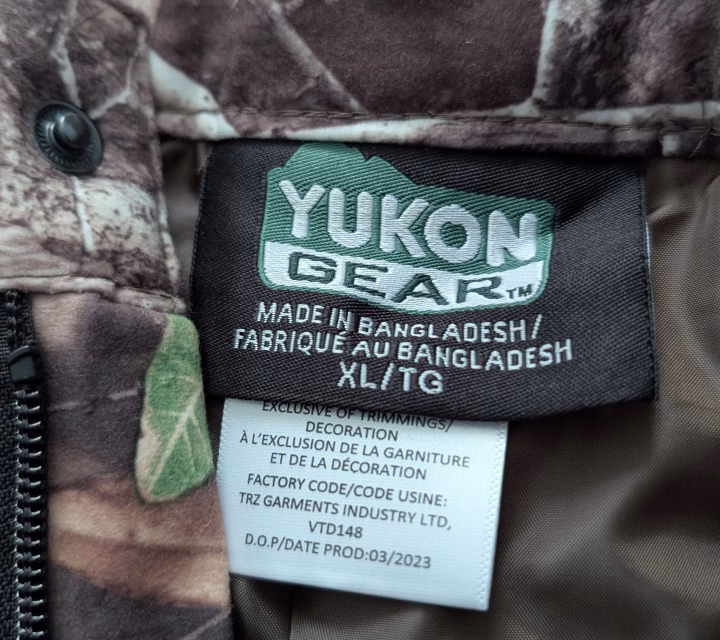 YUKON
GEAR™
MADE IN BANGLADESH/
FABRIQUÉ AU BANGLADESH
XL/TG
EXCLUSIVE OF TRIMMINGS/
DECORATION
À L'EXCLUSION DE LA GARNITURE
ET DE LA DÉCORATION
FACTORY CODE/CODE USINE:
TRZ GARMENTS INDUSTRY LTD,
VTD148
D.O.P/DATE PROD:03/2023